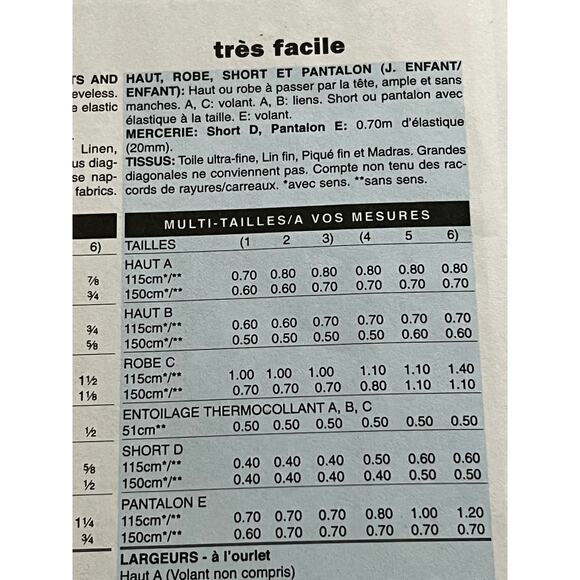 très facile
TS AND
eveless.
e elastic
Linen,
us diag-
se nap-
fabrics.
6)
⅞
¾
¾
⅝
1½
1⅛
½
⅝
½
1¼
¾
HAUT, ROBE, SHORT ET PANTALON (J. ENFANT/
ENFANT): Haut ou robe à passer par la tête, ample et sans
manches. A, C: volant. A, B: liens. Short ou pantalon avec
élastique à la taille. E: volant.
MERCERIE: Short D, Pantalon E: 0.70m d'élastique
(20mm).
TISSUS: Toile ultra-fine, Lin fin, Piqué fin et Madras. Grandes
diagonales ne conviennent pas. Compte non tenu des rac-
cords de rayures/carreaux. *avec sens. **sans sens.
MULTI-TAILLES/A VOS MESURES
TAILLES (1 2 3) (4 5 6)
HAUT A
115cm*/** 0.70 0.80 0.80 0.80 0.80 0.80
150cm*/** 0.60 0.60 0.70 0.70 0.70 0.70
HAUT B
115cm*/** 0.60 0.60 0.70 0.70 0.70 0.70
150cm*/** 0.50 0.50 0.50 0.50 0.60 0.60
ROBE C
115cm*/** 1.00 1.00 1.00 1.10 1.10 1.40
150cm*/** 0.70 0.70 0.70 0.80 1.10 1.10
ENTOILAGE THERMOCOLLANT A, B, C
51cm** 0.50 0.50 0.50 0.50 0.50 0.50
SHORT D
115cm*/** 0.40 0.40 0.40 0.50 0.60 0.60
150cm*/** 0.40 0.40 0.40 0.40 0.50 0.50
PANTALON E
115cm*/** 0.70 0.70 0.70 0.80 1.00 1.20
150cm*/** 0.60 0.70 0.70 0.70 0.70 0.70
LARGEURS - à l'ourlet
Haut A (Volant non compris)